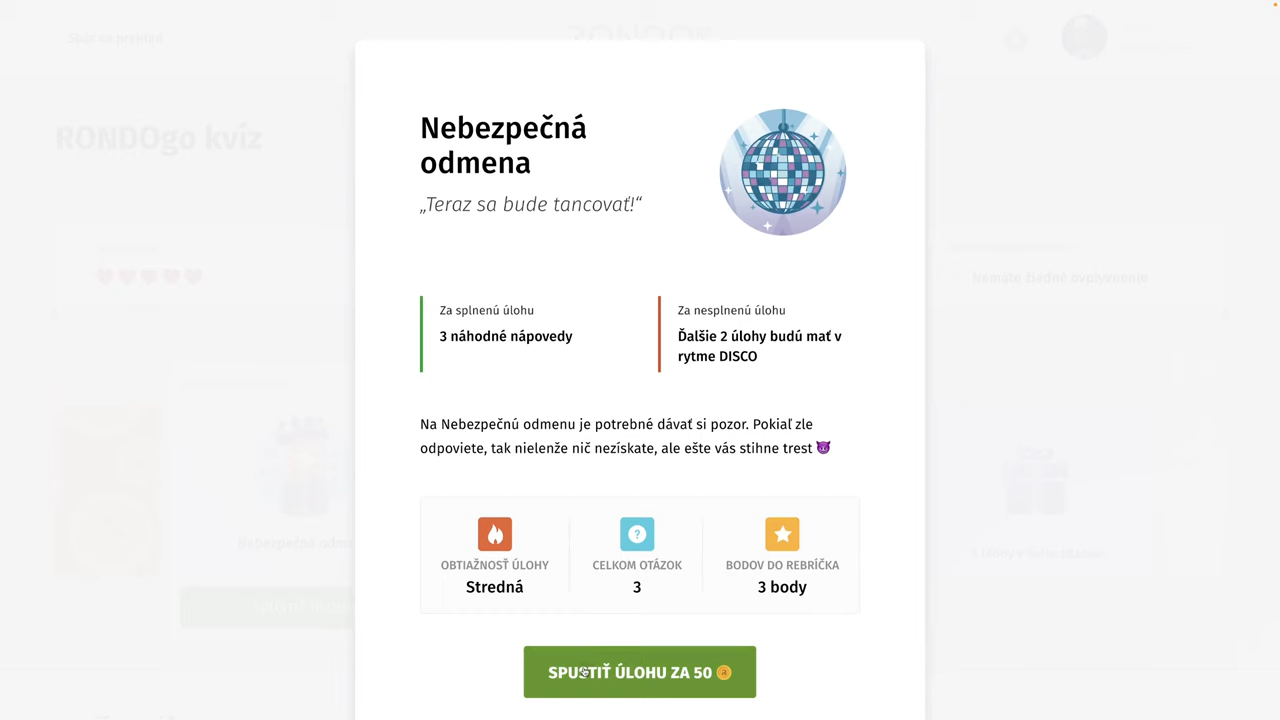 Späť na prehľad
RONDOgo kvíz
Nemáte žiadne ovplyvnenie
Nebezpečná
odmena
„Teraz sa bude tancovať!“
Za splnenú úlohu
3 náhodné nápovedy
Za nesplnenú úlohu
Ďalšie 2 úlohy budú mať v
rytme DISCO
Na Nebezpečnú odmenu je potrebné dávať si pozor. Pokiaľ zle
odpoviete, tak nielenže nič nezískate, ale ešte vás stihne trest
OBTIAŽNOSŤ ÚLOHY
Stredná
CELKOM OTÁZOK
3
BODOV DO REBRÍČKA
3 body
SPUSTIŤ ÚLOHU ZA 50